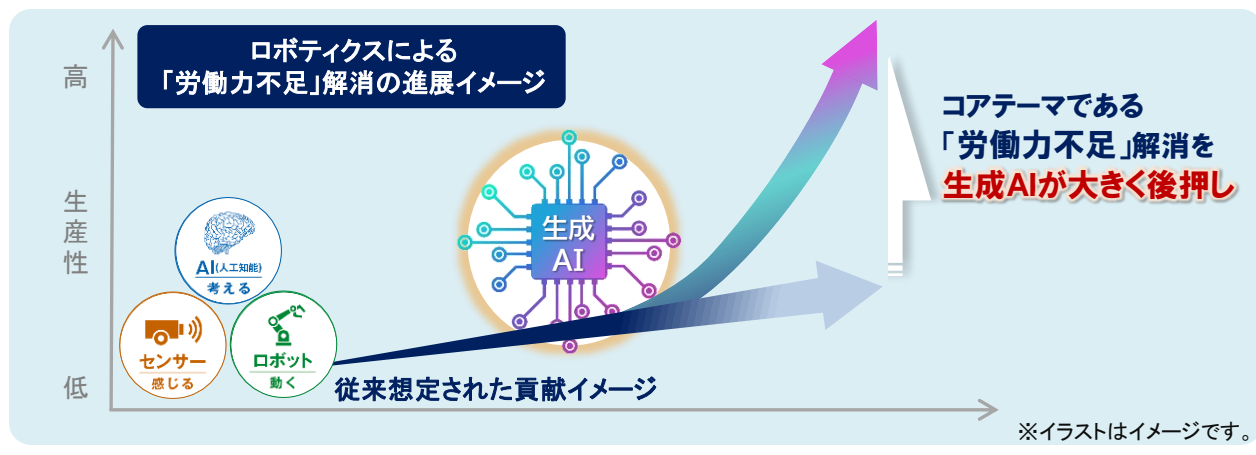 ロボティクスによる
「労働力不足」解消の進展イメージ
高
生産性
低
AI(人工知能)
考える
センサー
感じる
ロボット
動く
生成
AI
従来想定された貢献イメージ
コアテーマである
「労働力不足」解消を
生成AIが大きく後押し
※イラストはイメージです。